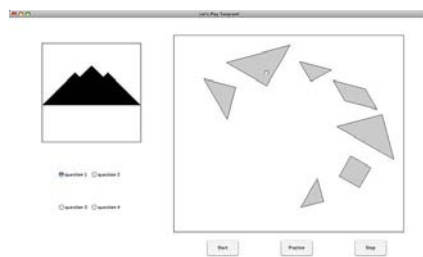 Let's Play Tangram!
question 1 question 2
question 3 question 4
Start Practice Stop